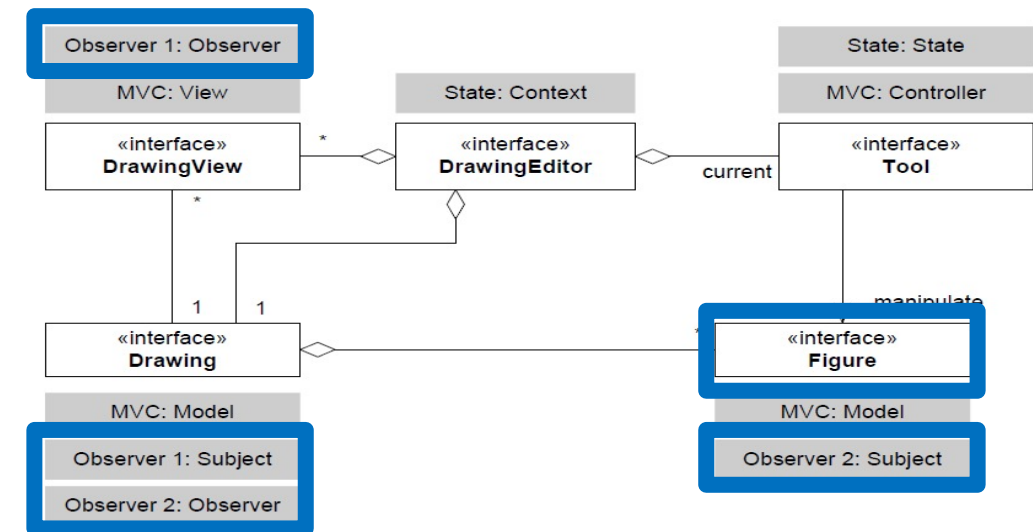 Observer 1: Observer
State: State
MVC: View
State: Context
MVC: Controller
«interface»
DrawingView
*
«interface»
DrawingEditor
current
«interface»
Tool
*
1
1
manipulate
«interface»
Drawing
*
«interface»
Figure
MVC: Model
MVC: Model
Observer 1: Subject
Observer 2: Subject
Observer 2: Observer